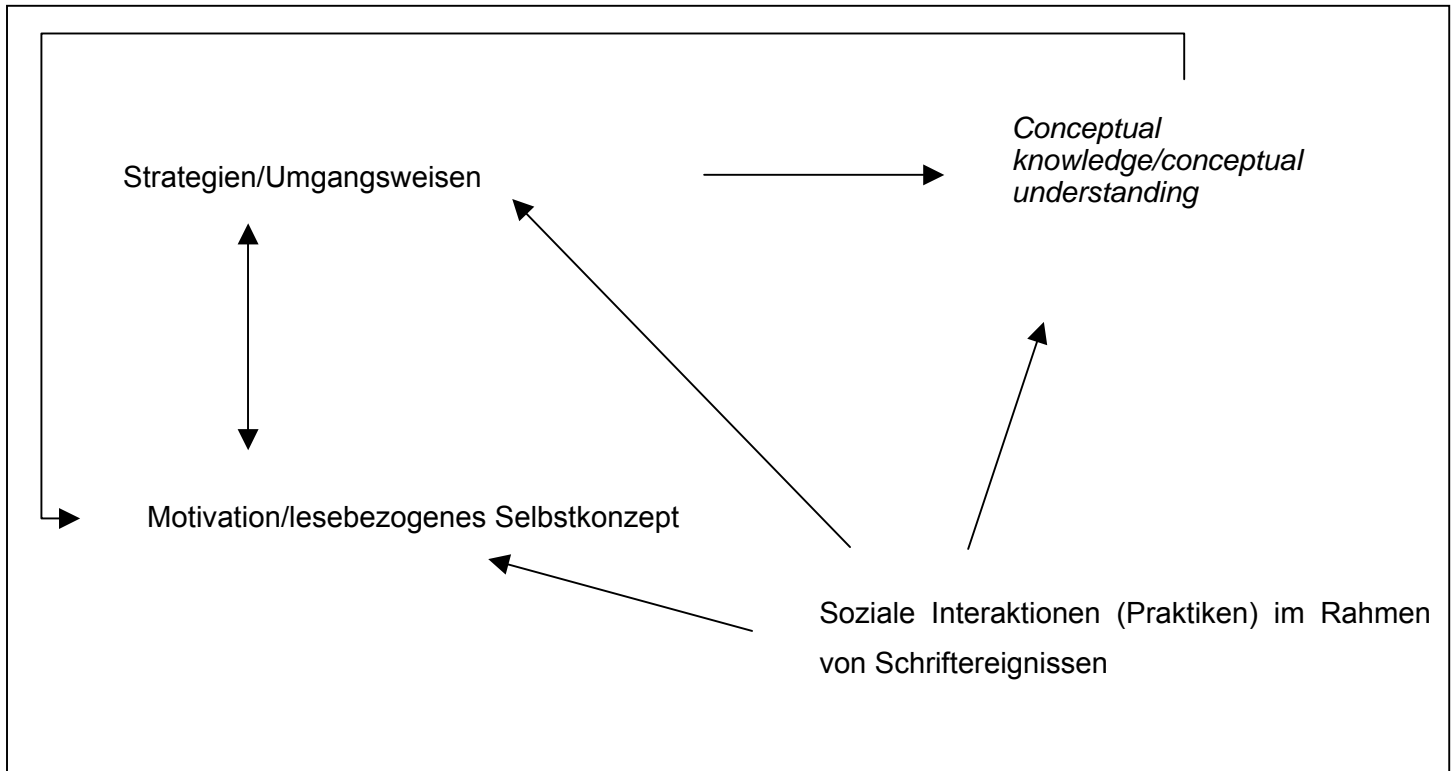 Conceptual
knowledge/conceptual
understanding
Strategien/Umgangsweisen
Motivation/lesebezogenes Selbstkonzept
Soziale Interaktionen (Praktiken) im Rahmen
von Schriftereignissen